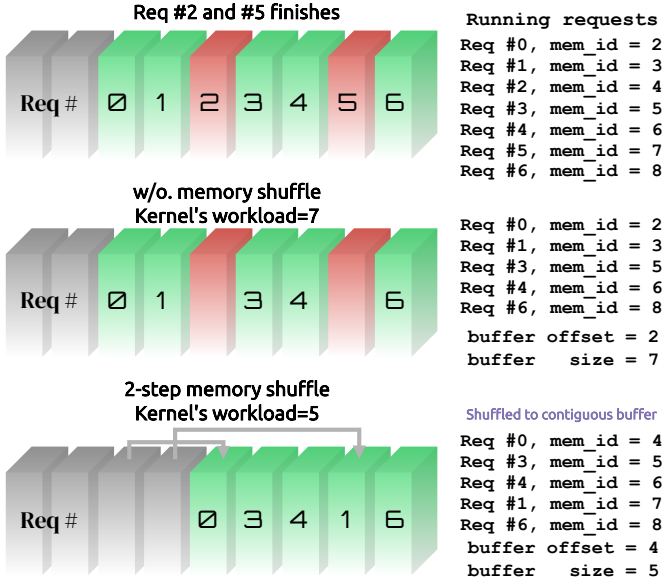 Req #2 and #5 finishes
Req # 0 1 2 3 4 5 6
Running requests
Req #0, mem_id = 2
Req #1, mem_id = 3
Req #2, mem_id = 4
Req #3, mem_id = 5
Req #4, mem_id = 6
Req #5, mem_id = 7
Req #6, mem_id = 8
w/o. memory shuffle
Kernel's workload=7
Req # 0 1 3 4 6
Req #0, mem_id = 2
Req #1, mem_id = 3
Req #3, mem_id = 5
Req #4, mem_id = 6
Req #6, mem_id = 8
buffer offset = 2
buffer size = 7
2-step memory shuffle
Kernel's workload=5
Req # 0 3 4 1 6
Shuffled to contiguous buffer
Req #0, mem_id = 4
Req #3, mem_id = 5
Req #4, mem_id = 6
Req #1, mem_id = 7
Req #6, mem_id = 8
buffer offset = 4
buffer size = 5